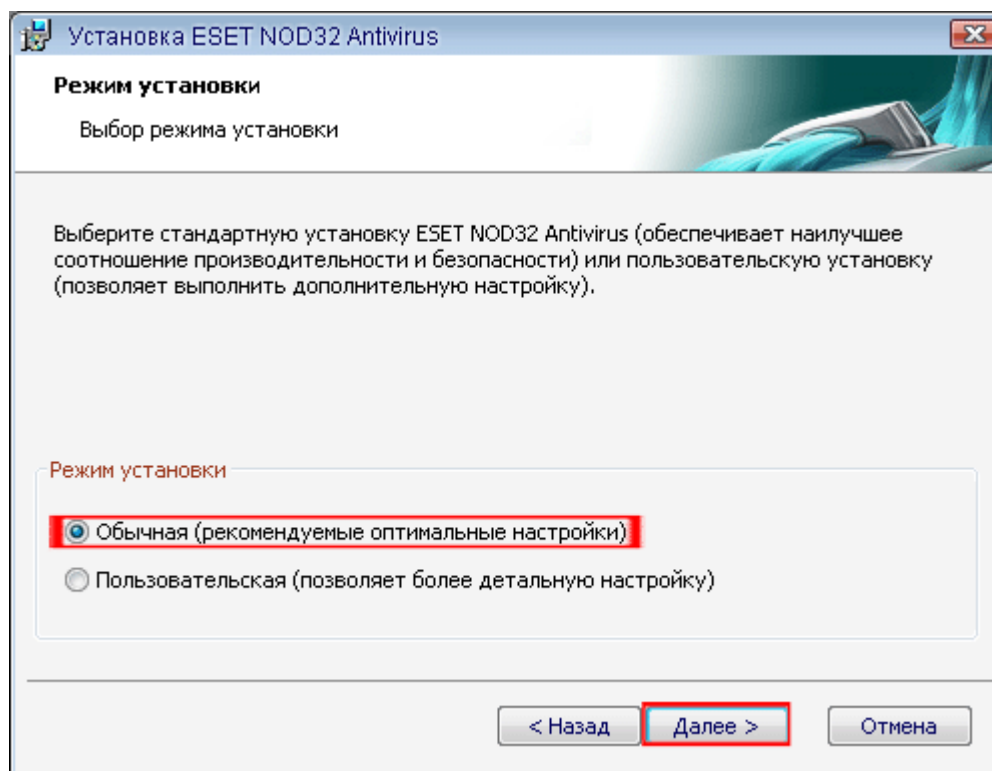 Установка ESET NOD32 Antivirus
Режим установки
Выбор режима установки
Выберите стандартную установку ESET NOD32 Antivirus (обеспечивает наилучшее
соотношение производительности и безопасности) или пользовательскую установку
(позволяет выполнить дополнительную настройку).
Режим установки
Обычная (рекомендуемые оптимальные настройки)
Пользовательская (позволяет более детальную настройку)
< Назад Далее > Отмена